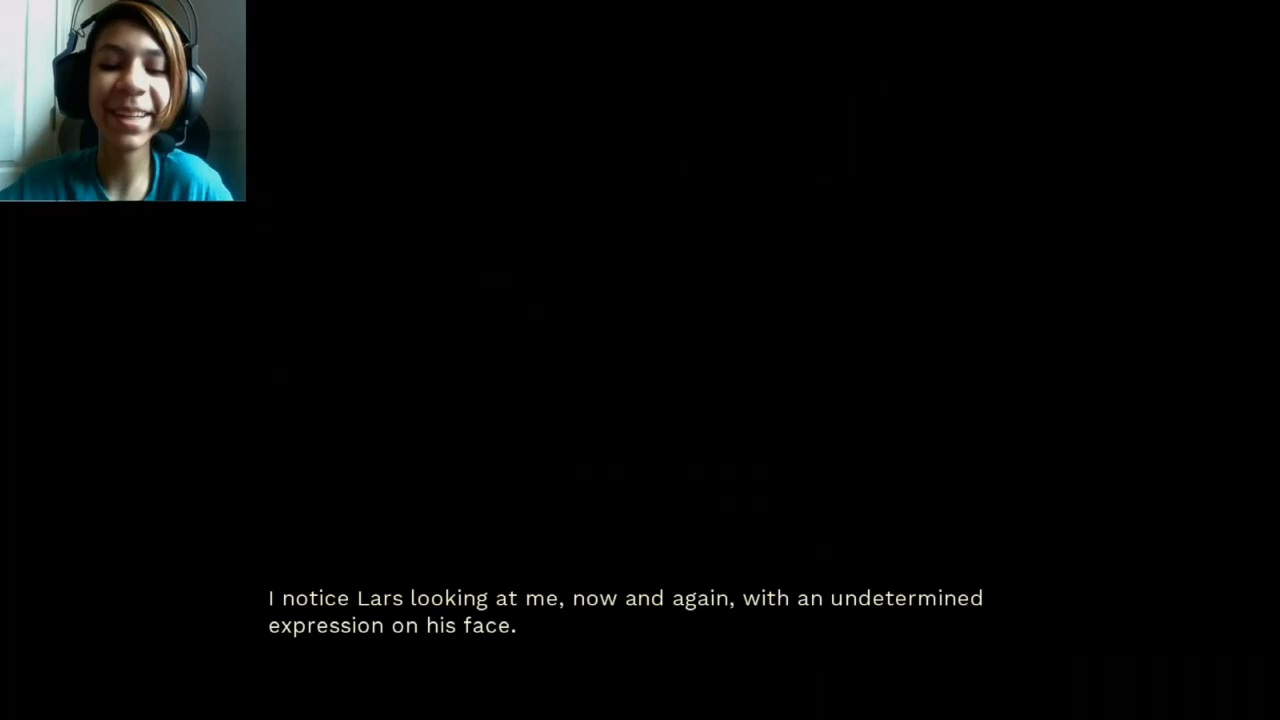 I notice Lars looking at me, now and again, with an undetermined
expression on his face.